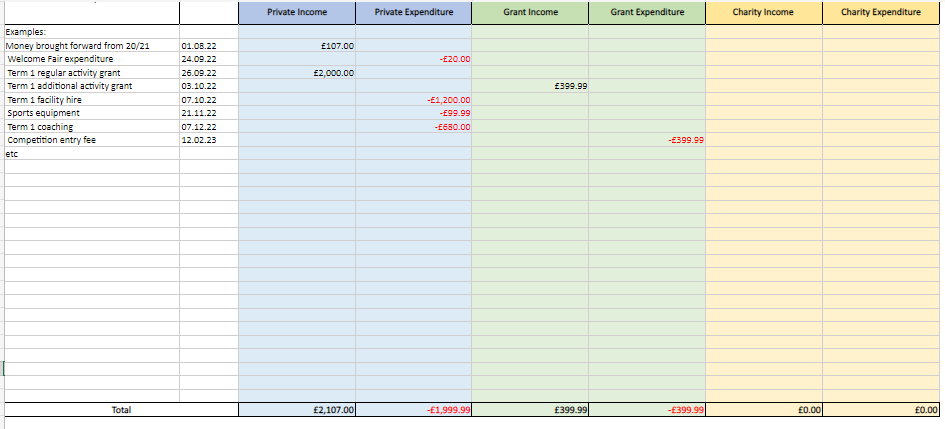 Private Income Private Expenditure Grant Income Grant Expenditure Charity Income Charity Expenditure
Examples:
Money brought forward from 20/21 01.08.22 £107.00
Welcome Fair expenditure 24.09.22 -£20.00
Term 1 regular activity grant 26.09.22 £2,000.00
Term 1 additional activity grant 03.10.22 £399.99
Term 1 facility hire 07.10.22 -£1,200.00
Sports equipment 21.11.22 -£99.99
Term 1 coaching 07.12.22 -£680.00
Competition entry fee 12.02.23 -£399.99
etc
Total £2,107.00 -£1,999.99 £399.99 -£399.99 £0.00 £0.00